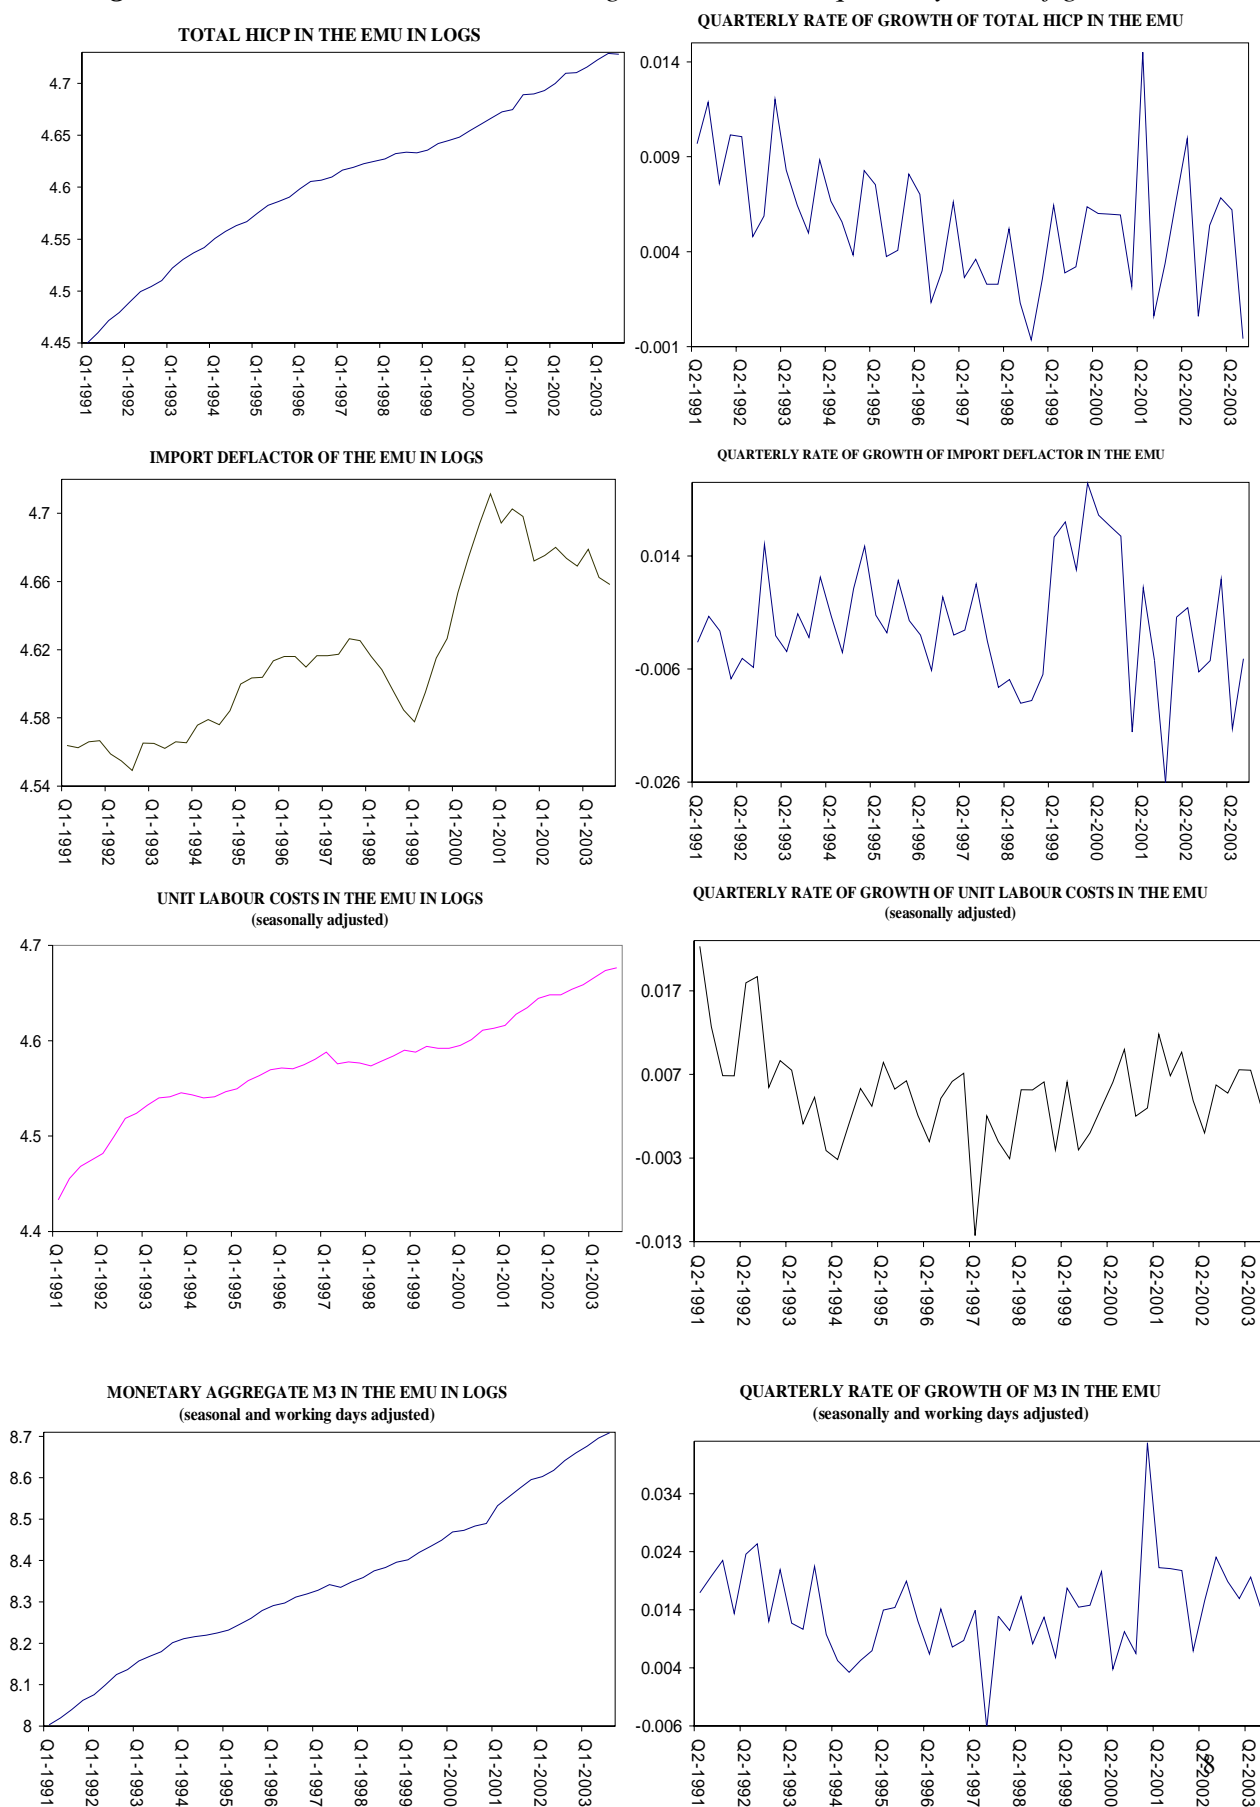 QUARTERLY RATE OF GROWTH OF TOTAL HICP IN THE EMU
TOTAL HICP IN THE EMU IN LOGS
4.7
4.65
4.6
4.55
4.5
4.45
Q1-1991
Q1-1992
Q1-1993
Q1-1994
Q1-1995
Q1-1996
Q1-1997
Q1-1998
Q1-1999
Q1-2000
Q1-2001
Q1-2002
Q1-2003
0.014
0.009
0.004
-0.001
Q2-1991
Q2-1992
Q2-1993
Q2-1994
Q2-1995
Q2-1996
Q2-1997
Q2-1998
Q2-1999
Q2-2000
Q2-2001
Q2-2002
Q2-2003
IMPORT DEFLACTOR OF THE EMU IN LOGS
4.7
4.66
4.62
4.58
4.54
Q1-1991
Q1-1992
Q1-1993
Q1-1994
Q1-1995
Q1-1996
Q1-1997
Q1-1998
Q1-1999
Q1-2000
Q1-2001
Q1-2002
Q1-2003
QUARTERLY RATE OF GROWTH OF IMPORT DEFLACTOR IN THE EMU
0.014
-0.006
-0.026
Q2-1991
Q2-1992
Q2-1993
Q2-1994
Q2-1995
Q2-1996
Q2-1997
Q2-1998
Q2-1999
Q2-2000
Q2-2001
Q2-2002
Q2-2003
UNIT LABOUR COSTS IN THE EMU IN LOGS
(seasonally adjusted)
4.7
4.6
4.5
4.4
Q1-1991
Q1-1992
Q1-1993
Q1-1994
Q1-1995
Q1-1996
Q1-1997
Q1-1998
Q1-1999
Q1-2000
Q1-2001
Q1-2002
Q1-2003
QUARTERLY RATE OF GROWTH OF UNIT LABOUR COSTS IN THE EMU
(seasonally adjusted)
0.017
0.007
-0.003
-0.013
Q2-1991
Q2-1992
Q2-1993
Q2-1994
Q2-1995
Q2-1996
Q2-1997
Q2-1998
Q2-1999
Q2-2000
Q2-2001
Q2-2002
Q2-2003
MONETARY AGGREGATE M3 IN THE EMU IN LOGS
(seasonal and working days adjusted)
8.7
8.6
8.5
8.4
8.3
8.2
8.1
8
Q1-1991
Q1-1992
Q1-1993
Q1-1994
Q1-1995
Q1-1996
Q1-1997
Q1-1998
Q1-1999
Q1-2000
Q1-2001
Q1-2002
Q1-2003
QUARTERLY RATE OF GROWTH OF M3 IN THE EMU
(seasonally and working days adjusted)
0.034
0.024
0.014
0.004
-0.006
Q2-1991
Q2-1992
Q2-1993
Q2-1994
Q2-1995
Q2-1996
Q2-1997
Q2-1998
Q2-1999
Q2-2000
Q2-2001
Q2-2002
Q2-2003
8